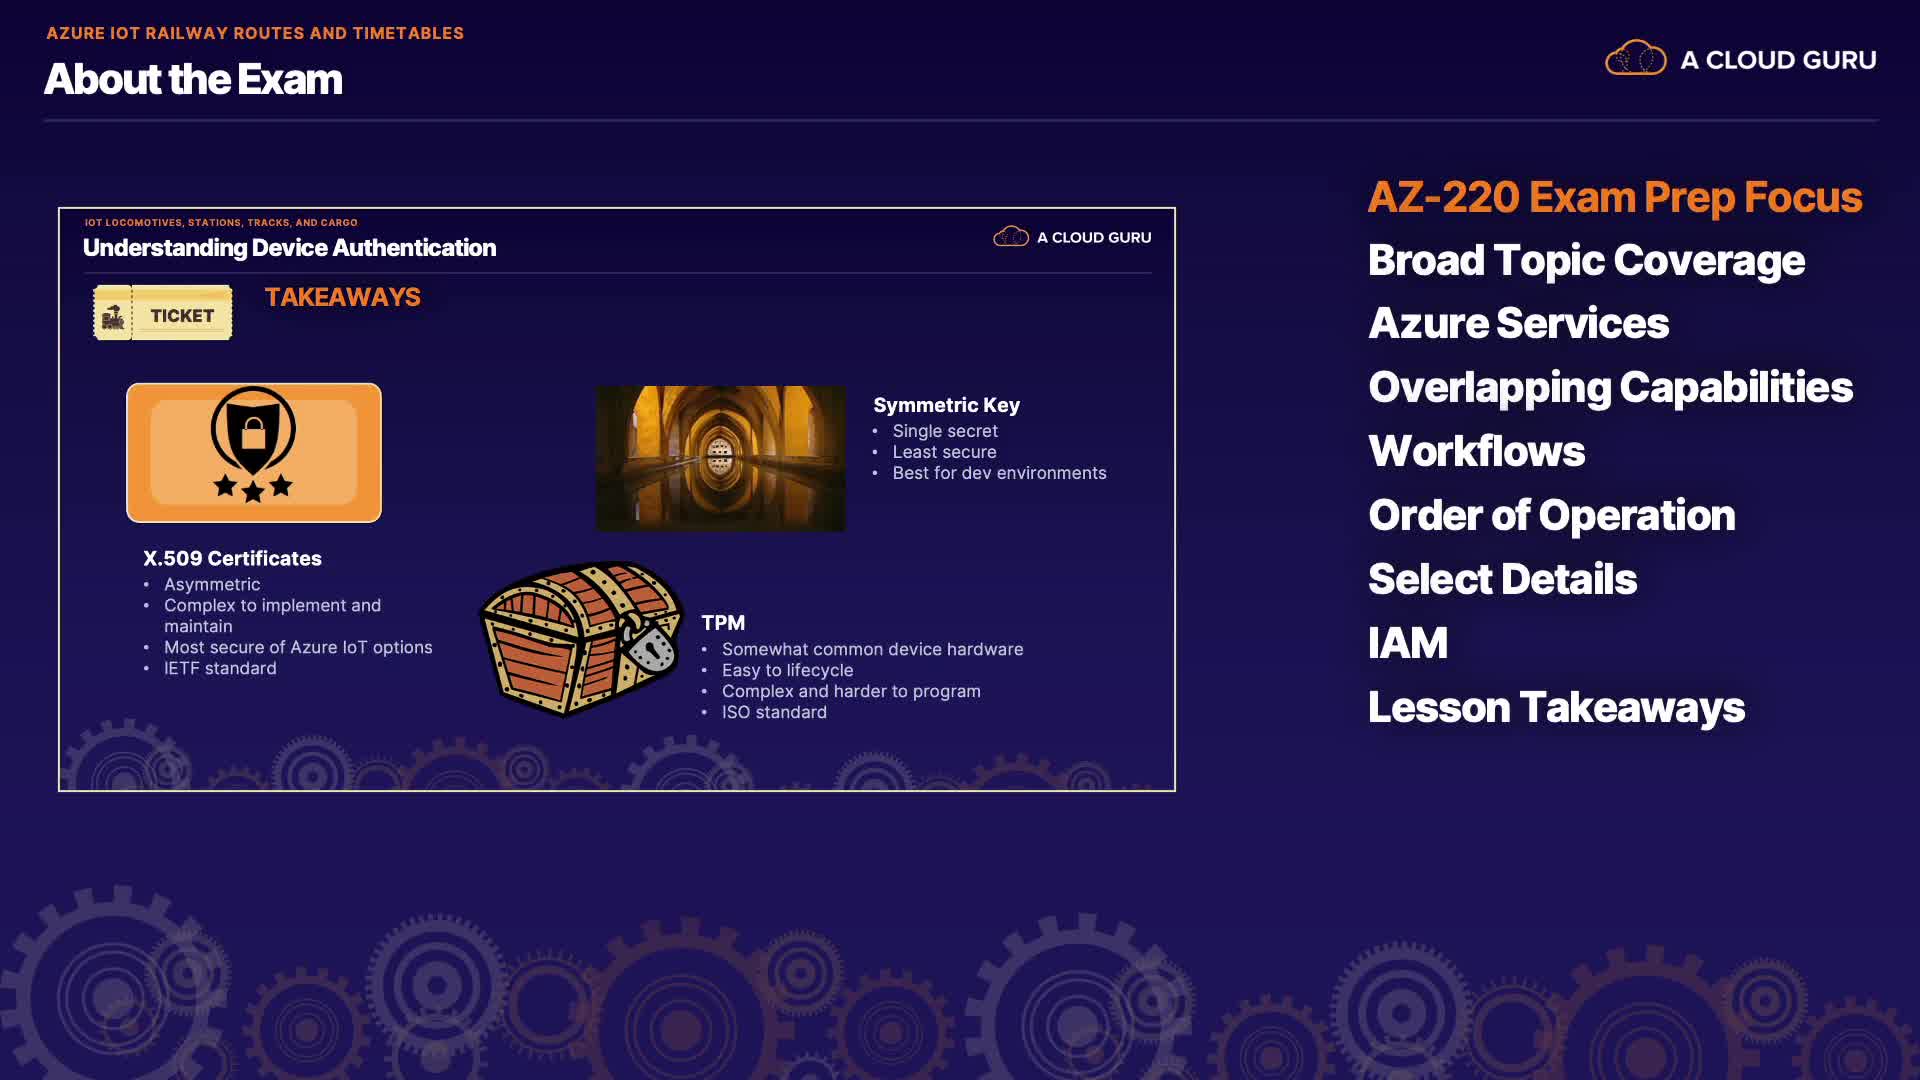 AZURE IOT RAILWAY ROUTES AND TIMETABLES
About the Exam
A CLOUD GURU
IOT LOCOMOTIVES, STATIONS, TRACKS, AND CARGO
Understanding Device Authentication
A CLOUD GURU
TICKET
TAKEAWAYS
Symmetric Key
• Single secret
• Least secure
• Best for dev environments
X.509 Certificates
• Asymmetric
• Complex to implement and
maintain
• Most secure of Azure IoT options
• IETF standard
TPM
• Somewhat common device hardware
• Easy to lifecycle
• Complex and harder to program
• ISO standard
AZ-220 Exam Prep Focus
Broad Topic Coverage
Azure Services
Overlapping Capabilities
Workflows
Order of Operation
Select Details
IAM
Lesson Takeaways